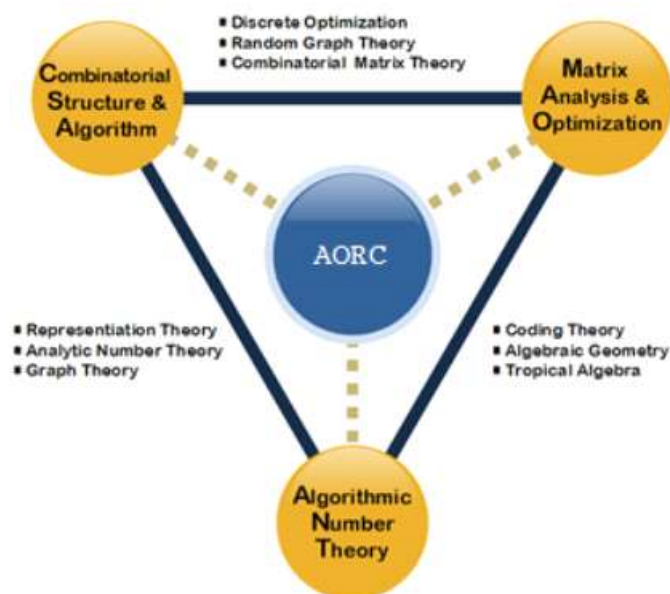 ▪ Discrete Optimization
▪ Random Graph Theory
▪ Combinatorial Matrix Theory
Combinatorial
Structure &
Algorithm
Matrix
Analysis &
Optimization
AORC
▪ Representiation Theory
▪ Analytic Number Theory
▪ Graph Theory
▪ Coding Theory
▪ Algebraic Geometry
▪ Tropical Algebra
Algorithmic
Number
Theory